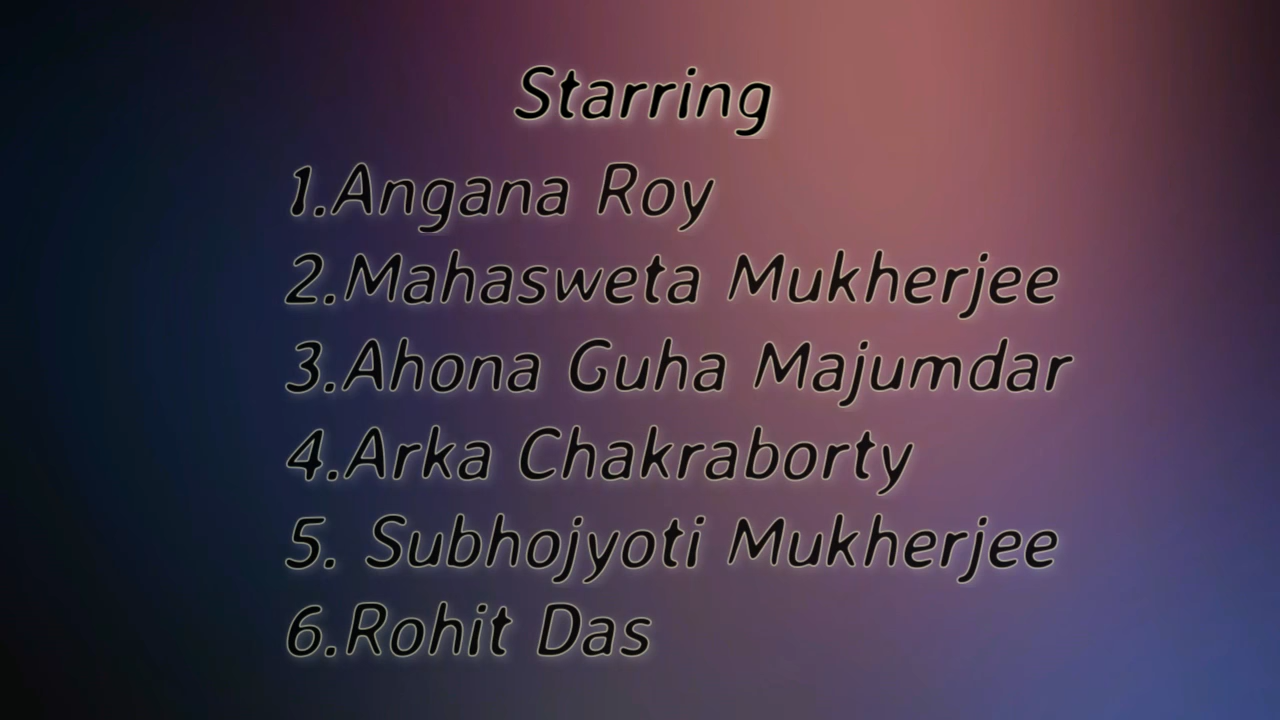 Starring
1.Angana Roy
2.Mahasweta Mukherjee
3.Ahona Guha Majumdar
4.Arka Chakraborty
5. Subhojyoti Mukherjee
6.Rohit Das